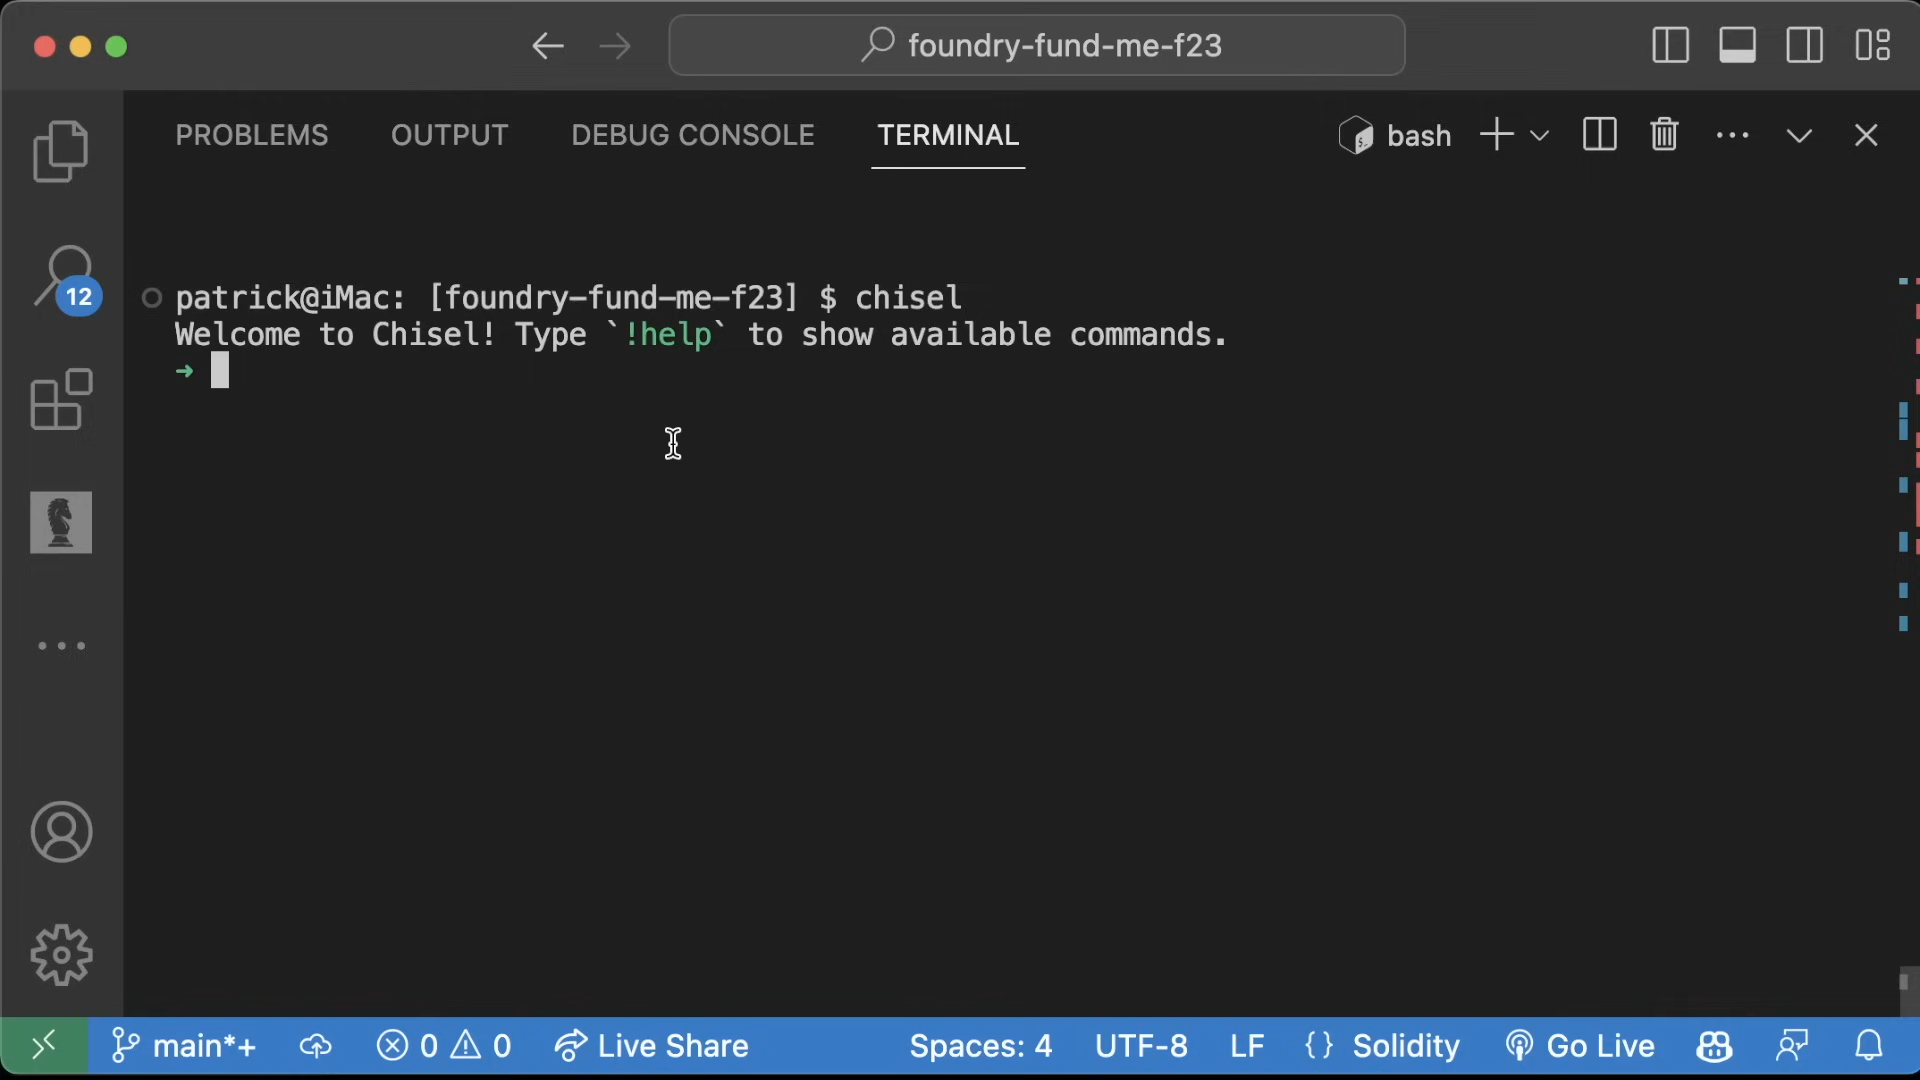 foundry-fund-me-f23
PROBLEMS OUTPUT DEBUG CONSOLE TERMINAL bash
12
patrick@iMac: [foundry-fund-me-f23] $ chisel
Welcome to Chisel! Type `!help` to show available commands.
➜
main*+ 0 0 Live Share Spaces: 4 UTF-8 LF {} Solidity Go Live